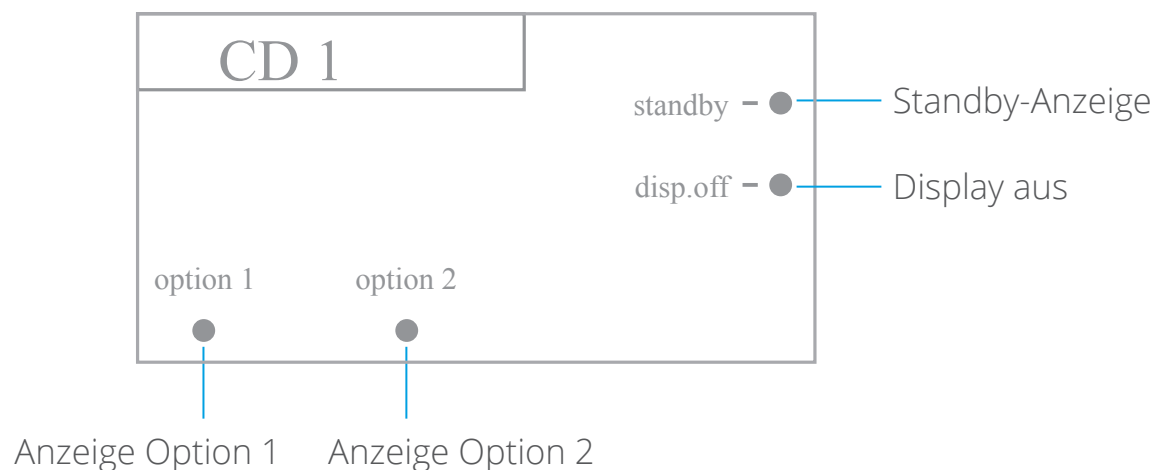 CD 1
standby
Standby-Anzeige
disp.off
Display aus
option 1
option 2
Anzeige Option 1
Anzeige Option 2